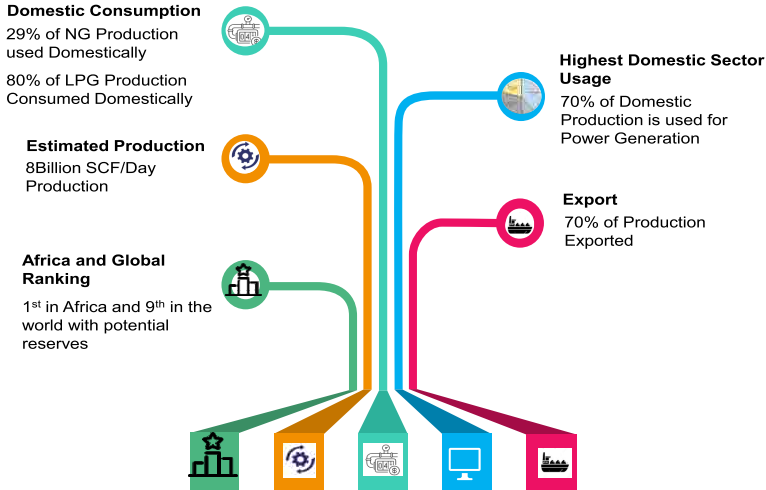 Domestic Consumption
29% of NG Production
used Domestically
80% of LPG Production
Consumed Domestically
Estimated Production
8Billion SCF/Day
Production
Africa and Global
Ranking
1st in Africa and 9th in the
world with potential
reserves
Highest Domestic Sector
Usage
70% of Domestic
Production is used for
Power Generation
Export
70% of Production
Exported